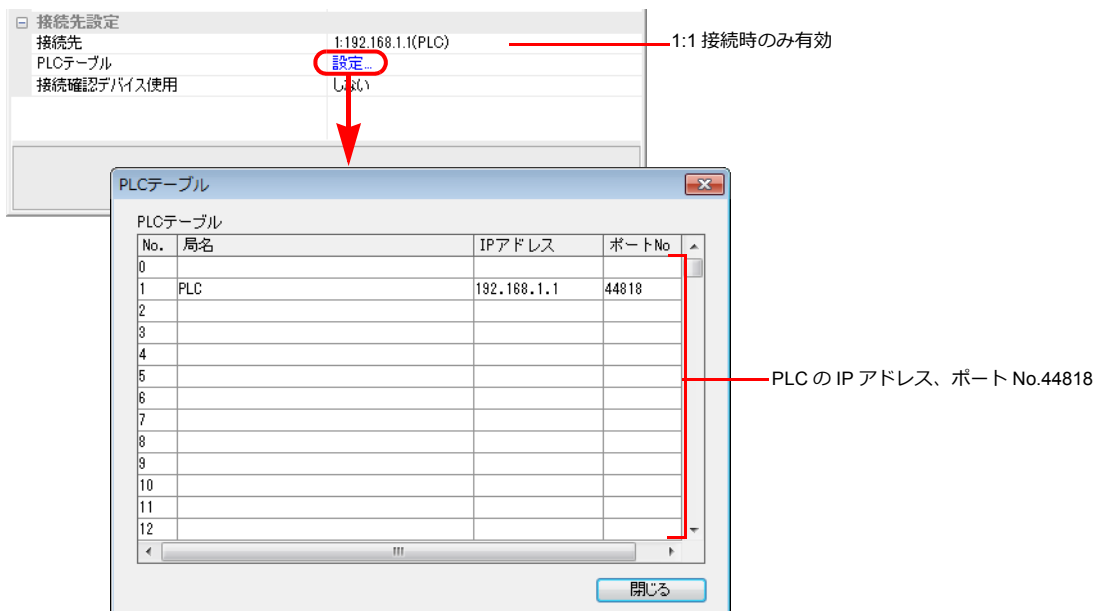 接続先設定
接続先 1:192.168.1.1(PLC)
1:1 接続時のみ有効
PLCテーブル 設定...
接続確認デバイス使用 しない
PLCテーブル
PLCテーブル
No. 局名 IPアドレス ポートNo
0
1 PLC 192.168.1.1 44818
2
3
4
5
PLC の IP アドレス、ポート No.44818
6
7
8
9
10
11
12
閉じる